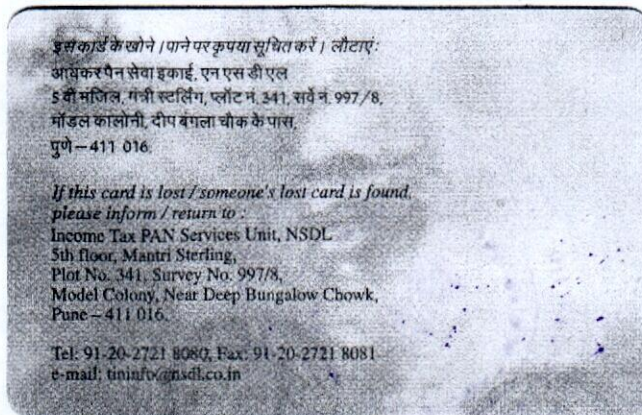 इस कार्ड के खोने / पाने पर कृपया सूचित करें / लौटाएं:
आयकर पैन सेवा इकाई, एन एस डी एल
5 वी मंजिल, मंत्री स्टर्लिंग, प्लॉट नं. 341, सर्वे नं. 997/8,
मॉडल कालोनी, दीप बंगला चौक के पास,
पुणे – 411 016.
If this card is lost / someone's lost card is found,
please inform / return to :
Income Tax PAN Services Unit, NSDL
5th floor, Mantri Sterling,
Plot No. 341, Survey No. 997/8,
Model Colony, Near Deep Bungalow Chowk,
Pune – 411 016.
Tel: 91-20-2721 8080, Fax: 91-20-2721 8081
e-mail: tininfo@nsdl.co.in